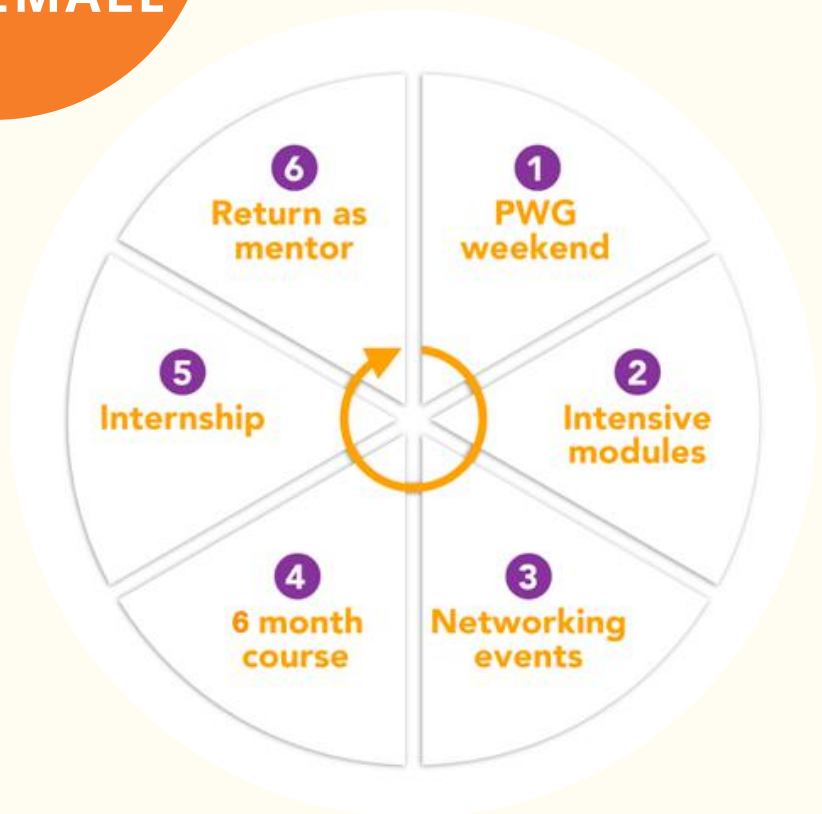 1
PWG
weekend
2
Intensive
modules
3
Networking
events
4
6 month
course
5
Internship
6
Return as
mentor